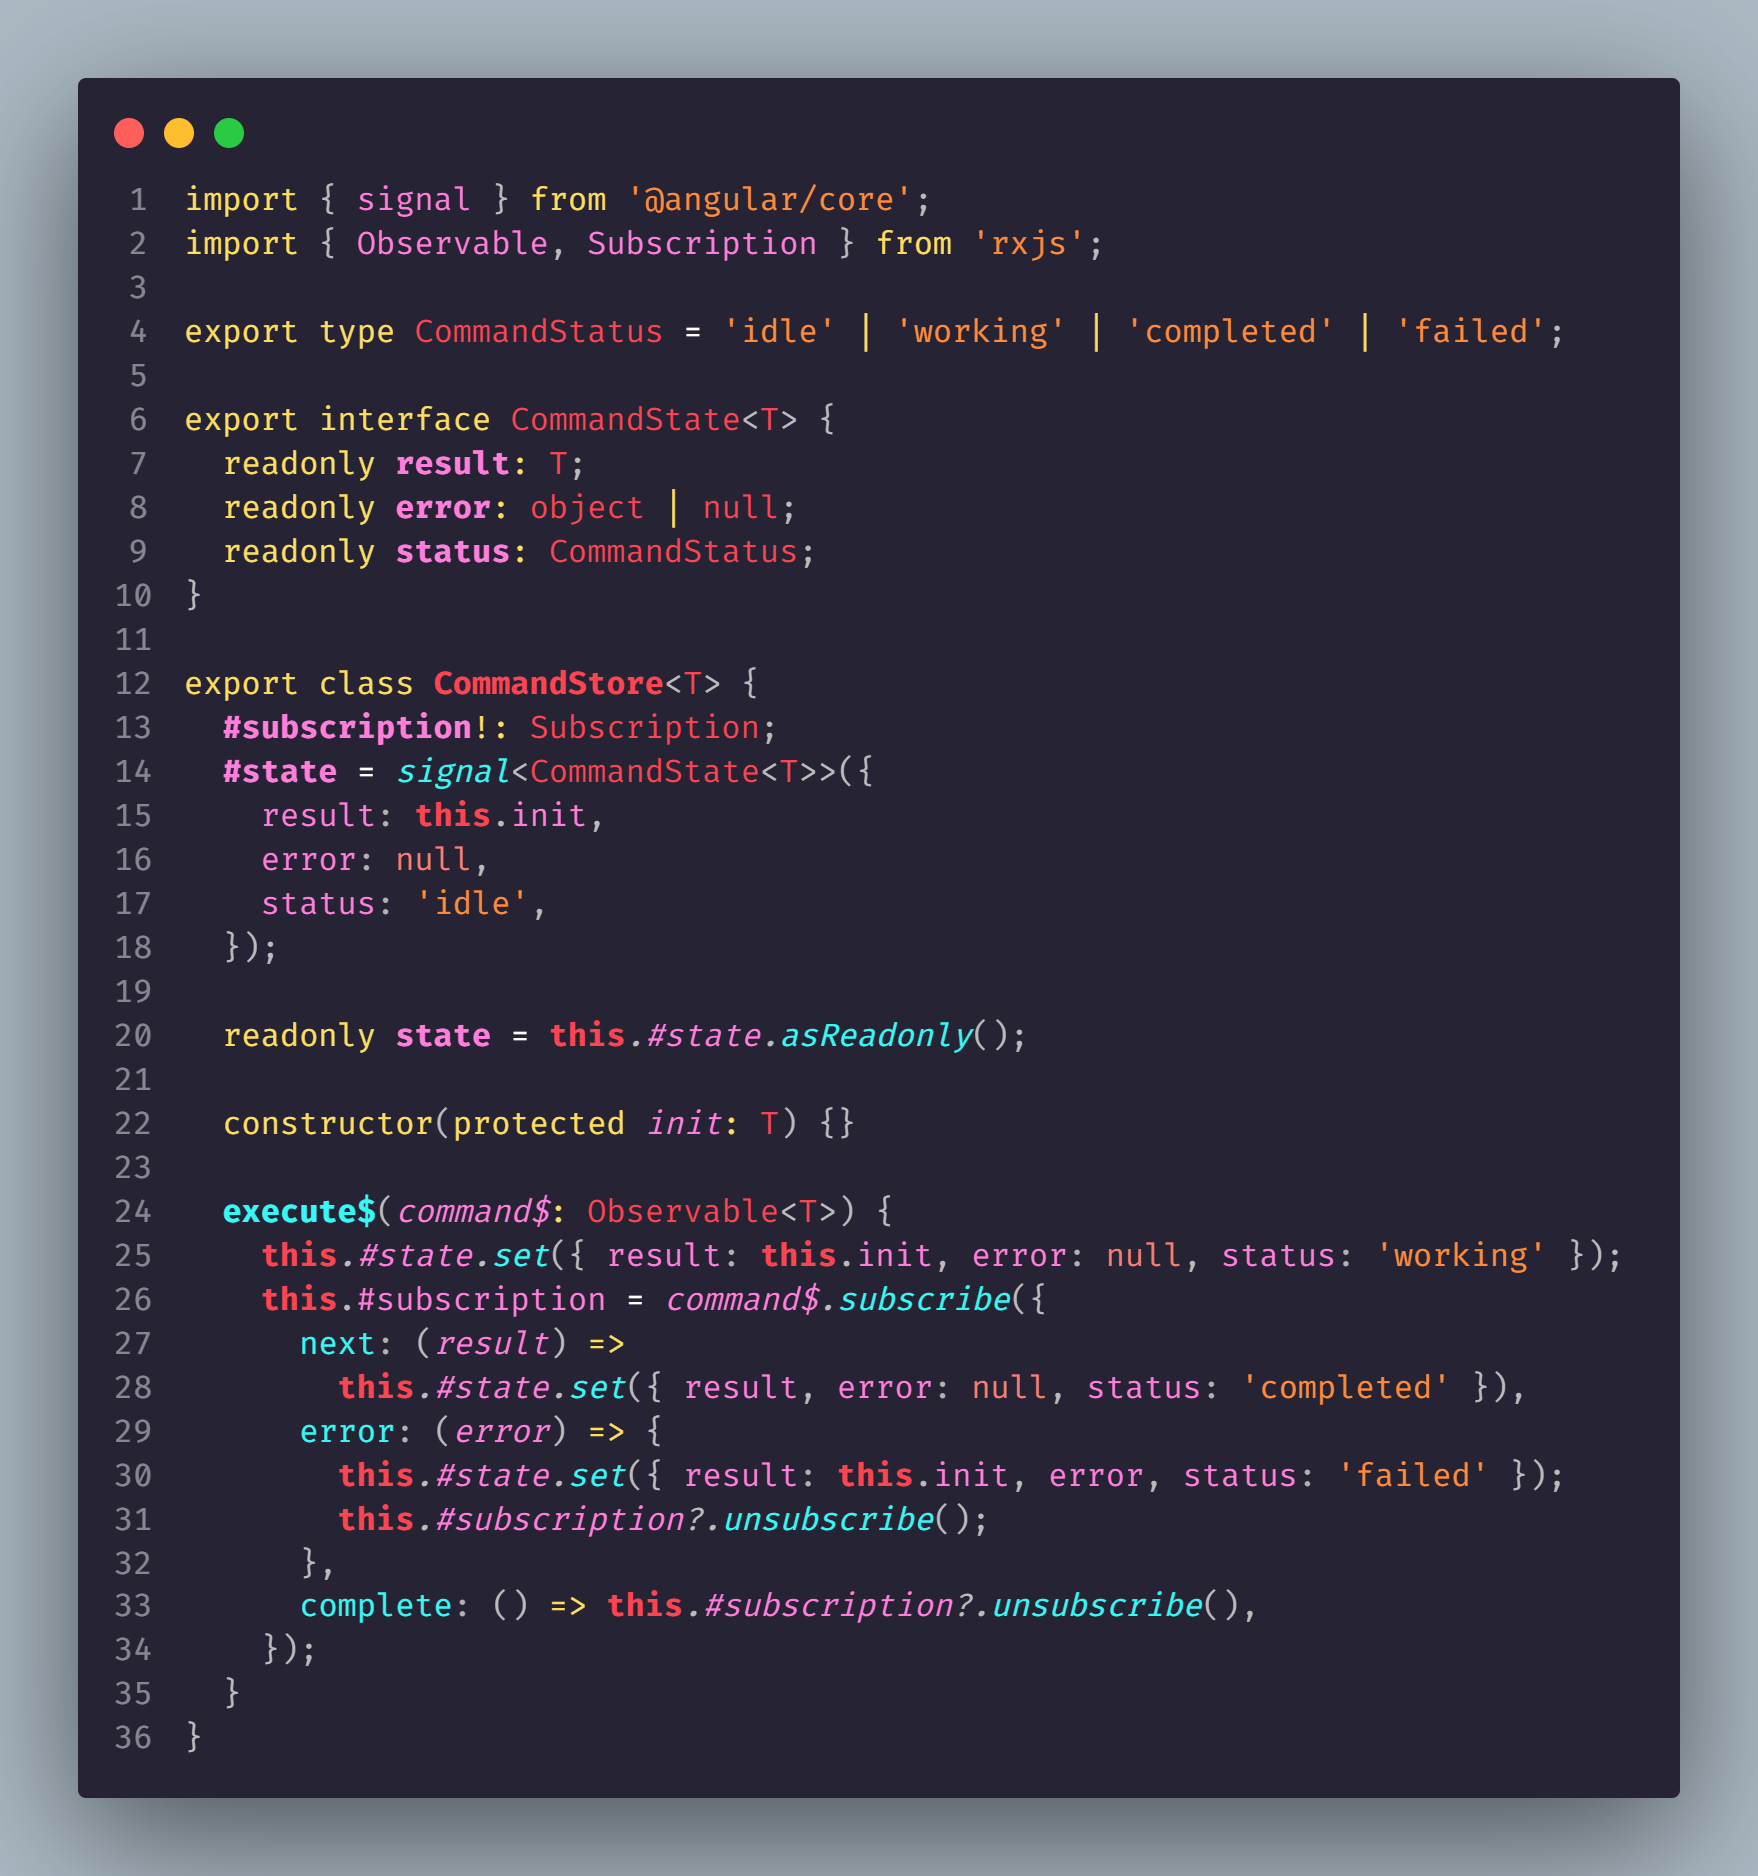 1 import { signal } from '@angular/core';
2 import { Observable, Subscription } from 'rxjs';
3
4 export type CommandStatus = 'idle' | 'working' | 'completed' | 'failed';
5
6 export interface CommandState<T> {
7   readonly result: T;
8   readonly error: object | null;
9   readonly status: CommandStatus;
10 }
11
12 export class CommandStore<T> {
13   #subscription!: Subscription;
14   #state = signal<CommandState<T>>({
15     result: this.init,
16     error: null,
17     status: 'idle',
18   });
19
20   readonly state = this.#state.asReadonly();
21
22   constructor(protected init: T) {}
23
24   execute$(command$: Observable<T>) {
25     this.#state.set({ result: this.init, error: null, status: 'working' });
26     this.#subscription = command$.subscribe({
27       next: (result) =>
28         this.#state.set({ result, error: null, status: 'completed' }),
29       error: (error) => {
30         this.#state.set({ result: this.init, error, status: 'failed' });
31         this.#subscription?.unsubscribe();
32       },
33       complete: () => this.#subscription?.unsubscribe(),
34     });
35   }
36 }